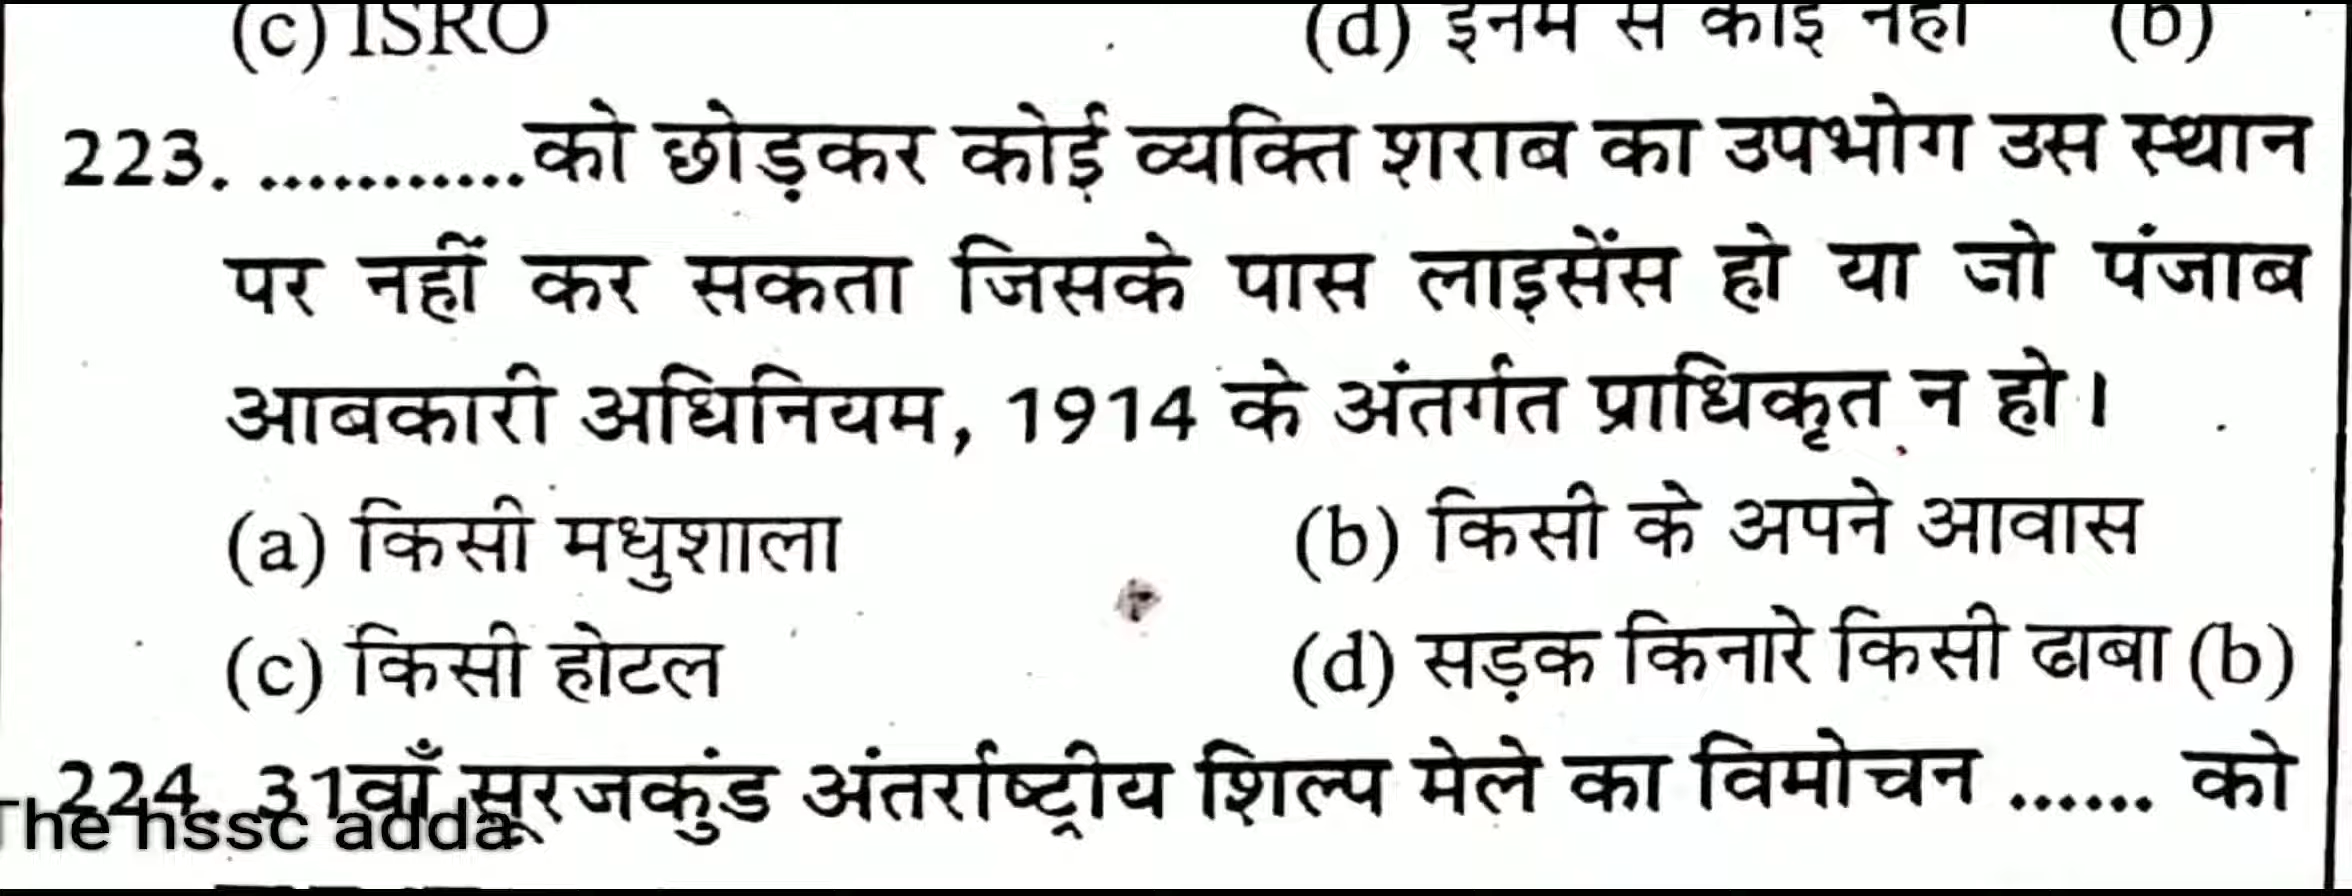 (c) ISRO (d) इनमें से कोई नहीं (b)
223. ............को छोड़कर कोई व्यक्ति शराब का उपभोग उस स्थान
पर नहीं कर सकता जिसके पास लाइसेंस हो या जो पंजाब
आबकारी अधिनियम, 1914 के अंतर्गत प्राधिकृत न हो।
(a) किसी मधुशाला (b) किसी के अपने आवास
(c) किसी होटल (d) सड़क किनारे किसी ढाबा (b)
224. 31वाँ सूरजकुंड अंतर्राष्ट्रीय शिल्प मेले का विमोचन ...... को
The hssc adda